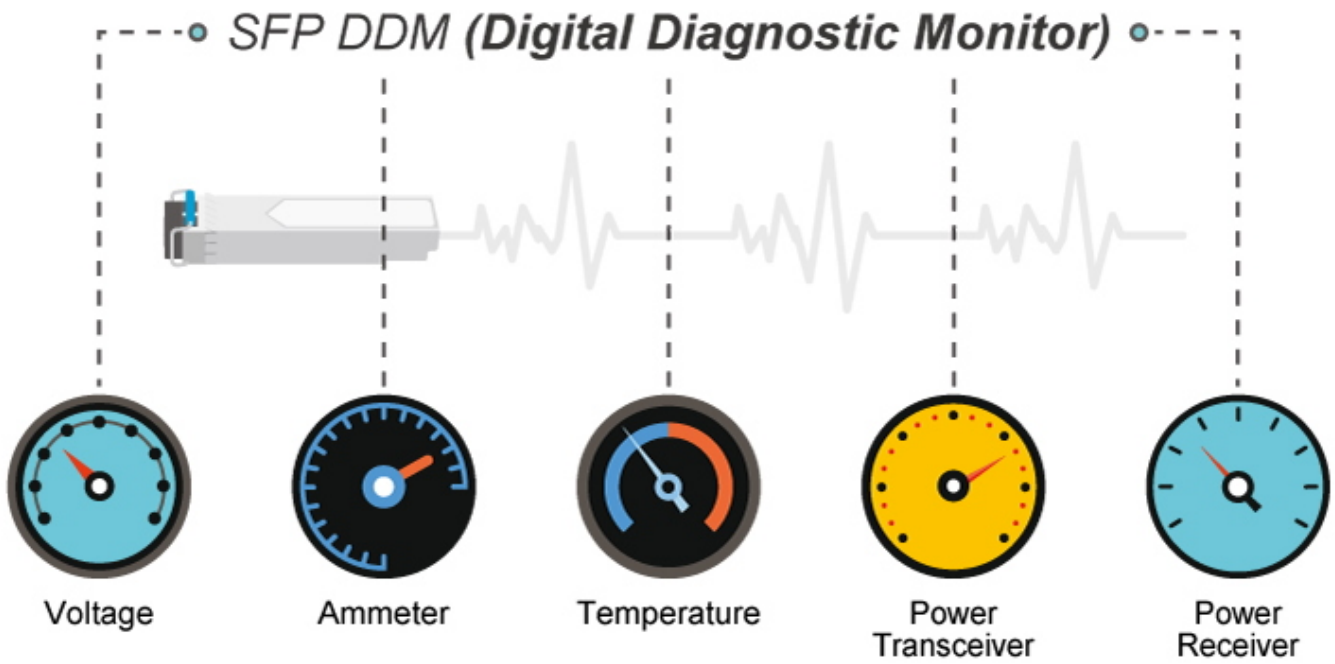 SFP DDM (Digital Diagnostic Monitor)
Voltage
Ammeter
Temperature
Power
Transceiver
Power
Receiver